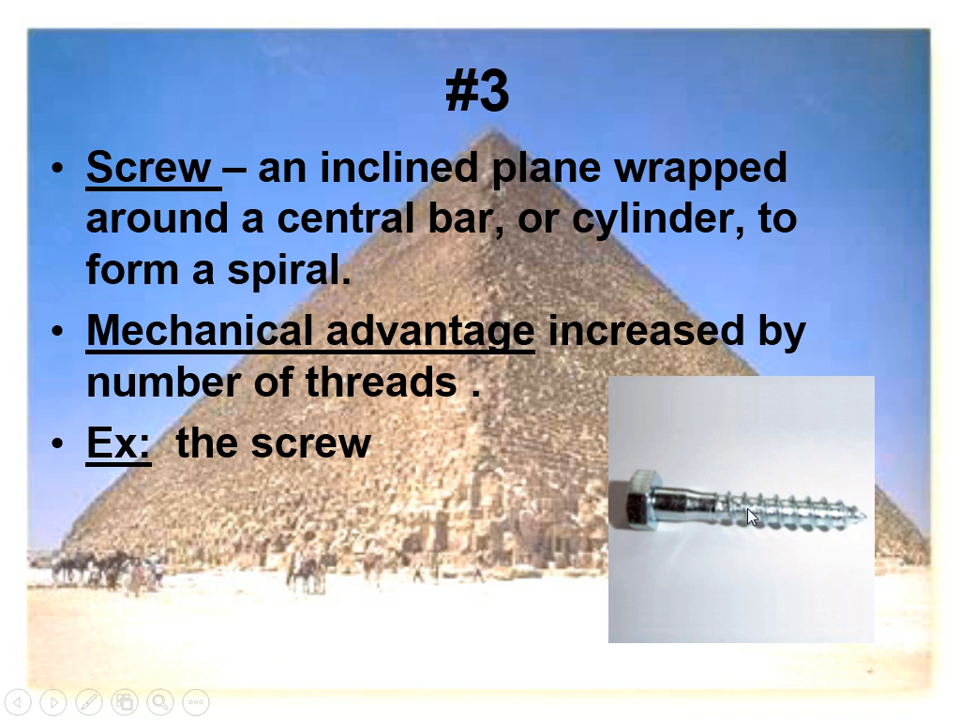 #3
• Screw – an inclined plane wrapped
around a central bar, or cylinder, to
form a spiral.
• Mechanical advantage increased by
number of threads .
• Ex:  the screw